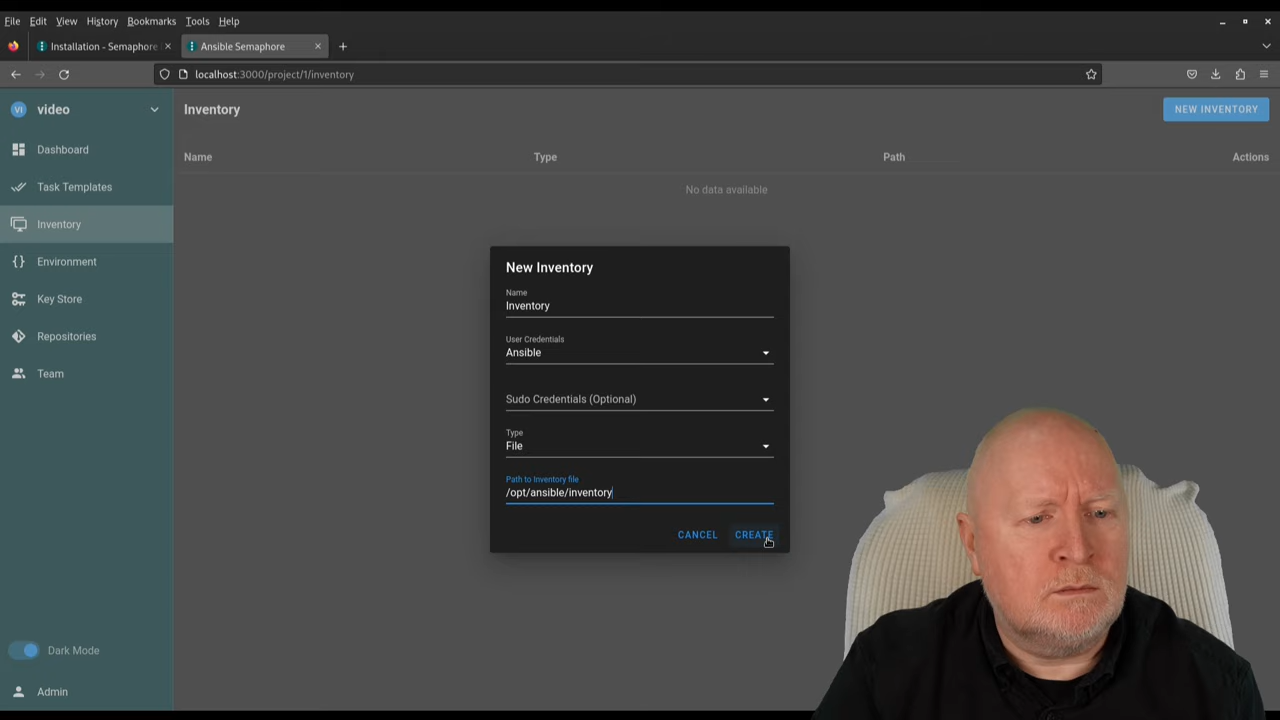 File Edit View History Bookmarks Tools Help
Installation - Semaphore
Ansible Semaphore
localhost:3000/project/1/inventory
VI video
Inventory
NEW INVENTORY
Dashboard
Name Type Path Actions
Task Templates
No data available
Inventory
Environment
Key Store
Repositories
Team
New Inventory
Name
Inventory
User Credentials
Ansible
Sudo Credentials (Optional)
Type
File
Path to Inventory file
/opt/ansible/inventory
CANCEL CREATE
Dark Mode
Admin